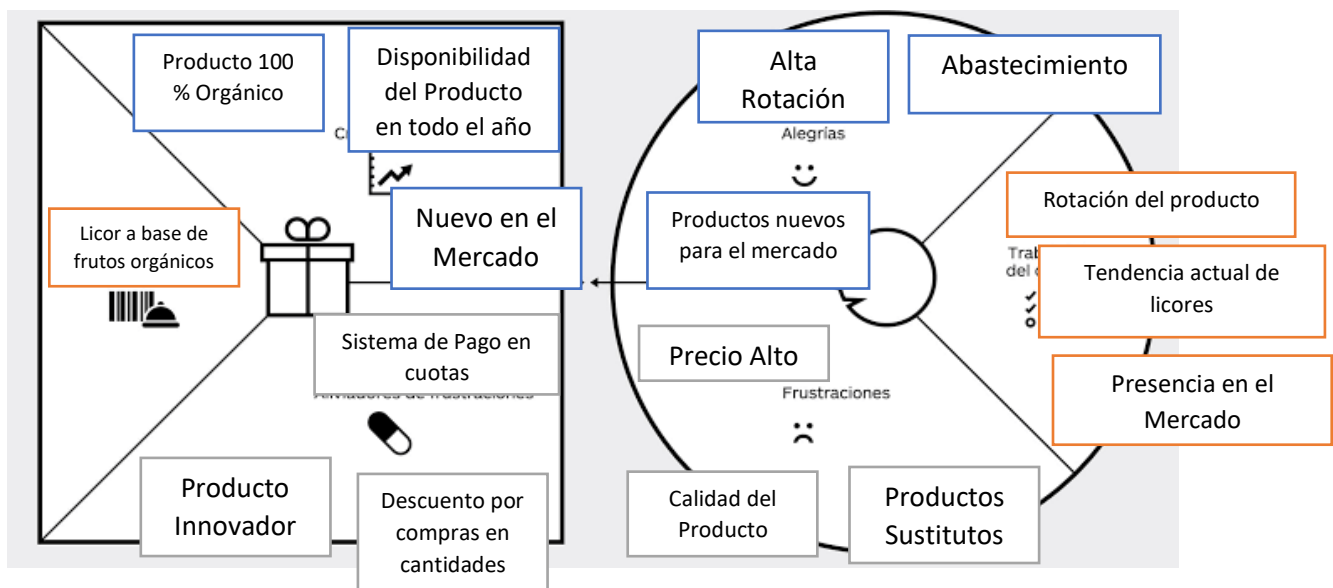 Producto 100
% Orgánico
Disponibilidad
del Producto
en todo el año
Nuevo en el
Mercado
Licor a base de
frutos orgánicos
Sistema de Pago en
cuotas
Aliviadores de frustraciones
Producto
Innovador
Descuento por
compras en
cantidades
Alta
Rotación
Abastecimiento
Alegrías
Productos nuevos
para el mercado
Rotación del producto
Tendencia actual de
licores
Presencia en el
Mercado
Precio Alto
Frustraciones
Calidad del
Producto
Productos
Sustitutos